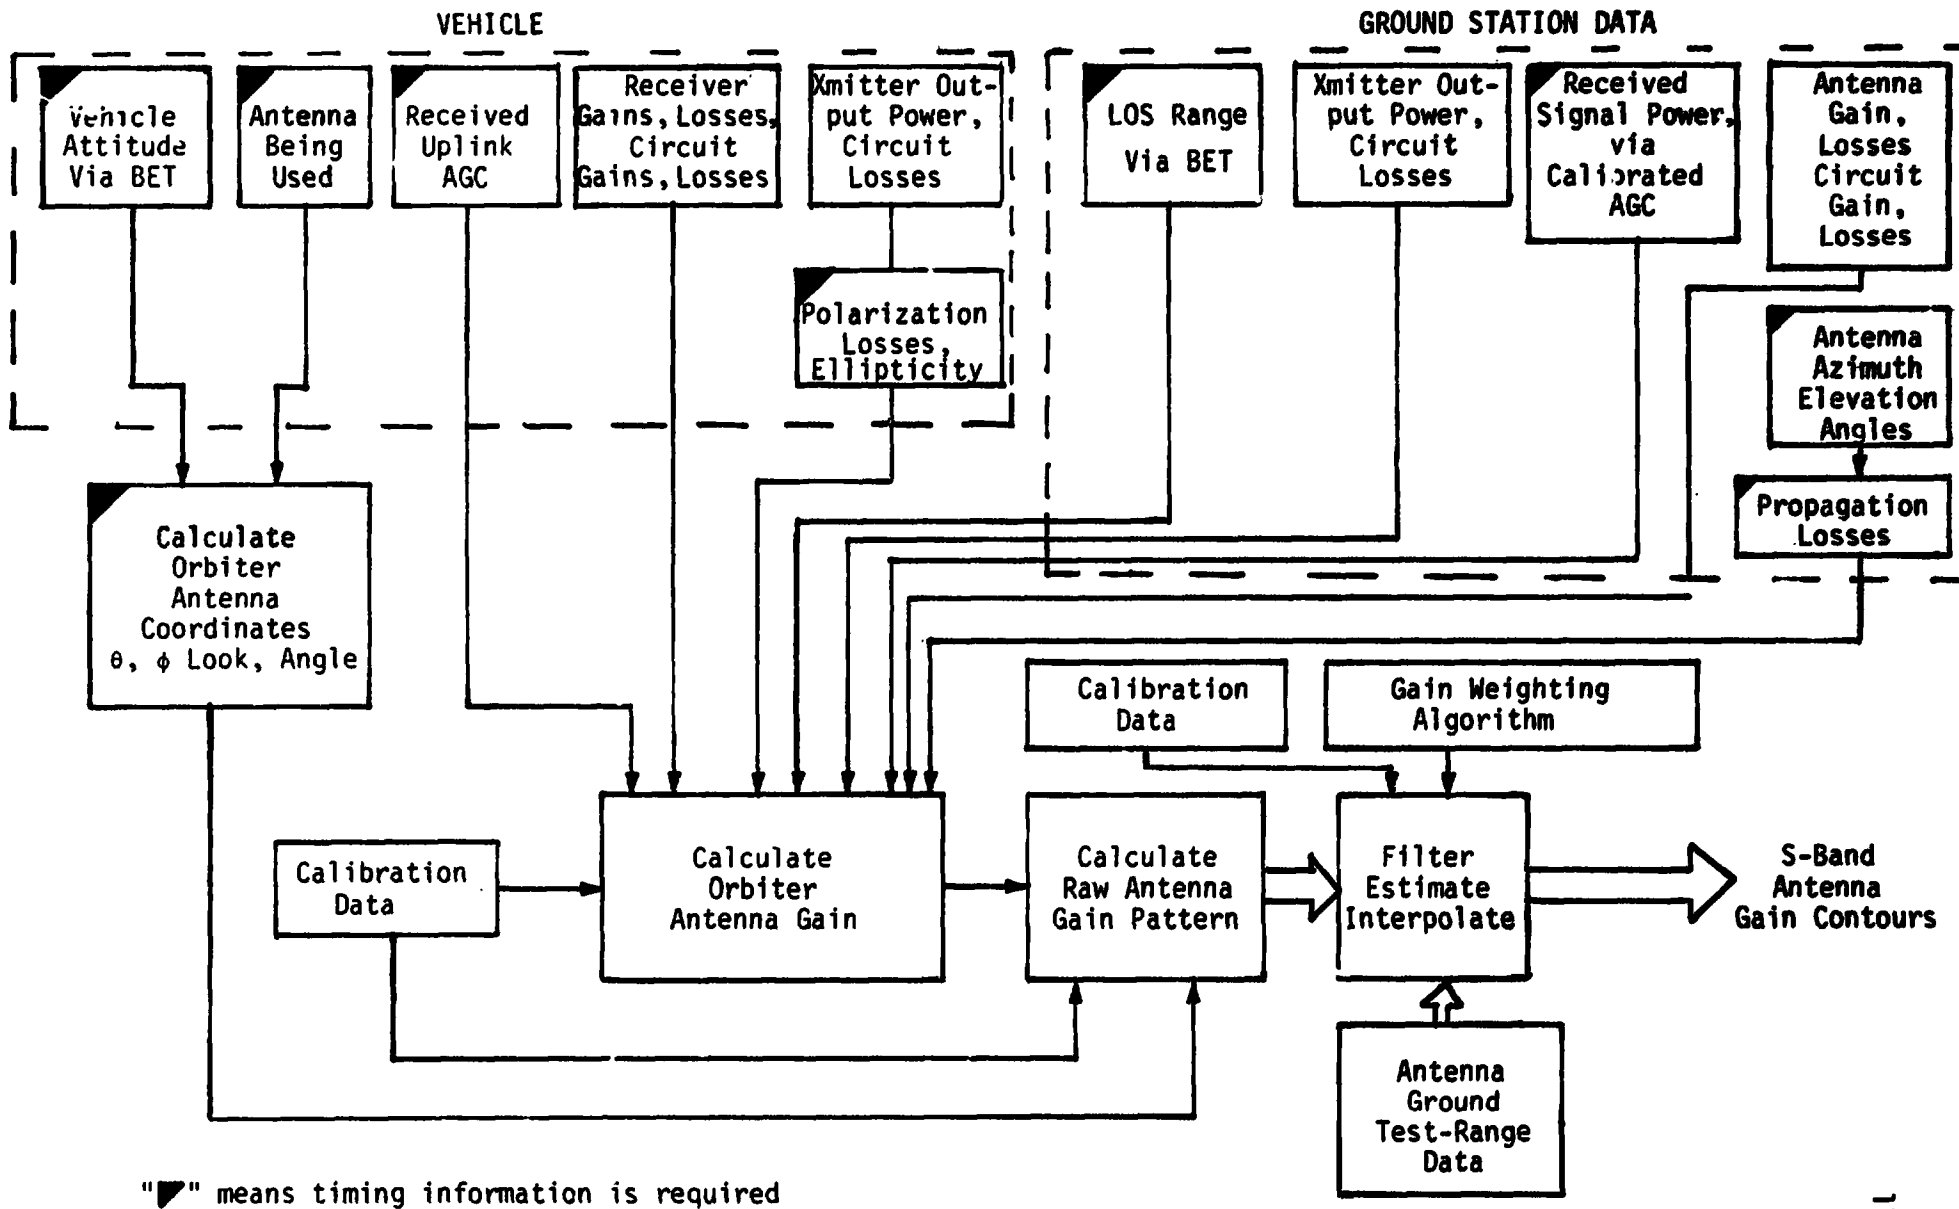 VEHICLE
GROUND STATION DATA
Vehicle
Attitude
Via BET
Antenna
Being
Used
Received
Uplink
AGC
Receiver
Gains, Losses,
Circuit
Gains, Losses
Xmitter Out-
put Power,
Circuit
Losses
Polarization
Losses,
Ellipticity
LOS Range
Via BET
Xmitter Out-
put Power,
Circuit
Losses
Received
Signal Power,
via
Calibrated
AGC
Antenna
Gain,
Losses
Circuit
Gain,
Losses
Antenna
Azimuth
Elevation
Angles
Propagation
Losses
Calculate
Orbiter
Antenna
Coordinates
θ, ϕ Look, Angle
Calibration
Data
Gain Weighting
Algorithm
Calibration
Data
Calculate
Orbiter
Antenna Gain
Calculate
Raw Antenna
Gain Pattern
Filter
Estimate
Interpolate
S-Band
Antenna
Gain Contours
Antenna
Ground
Test-Range
Data
"◤" means timing information is required